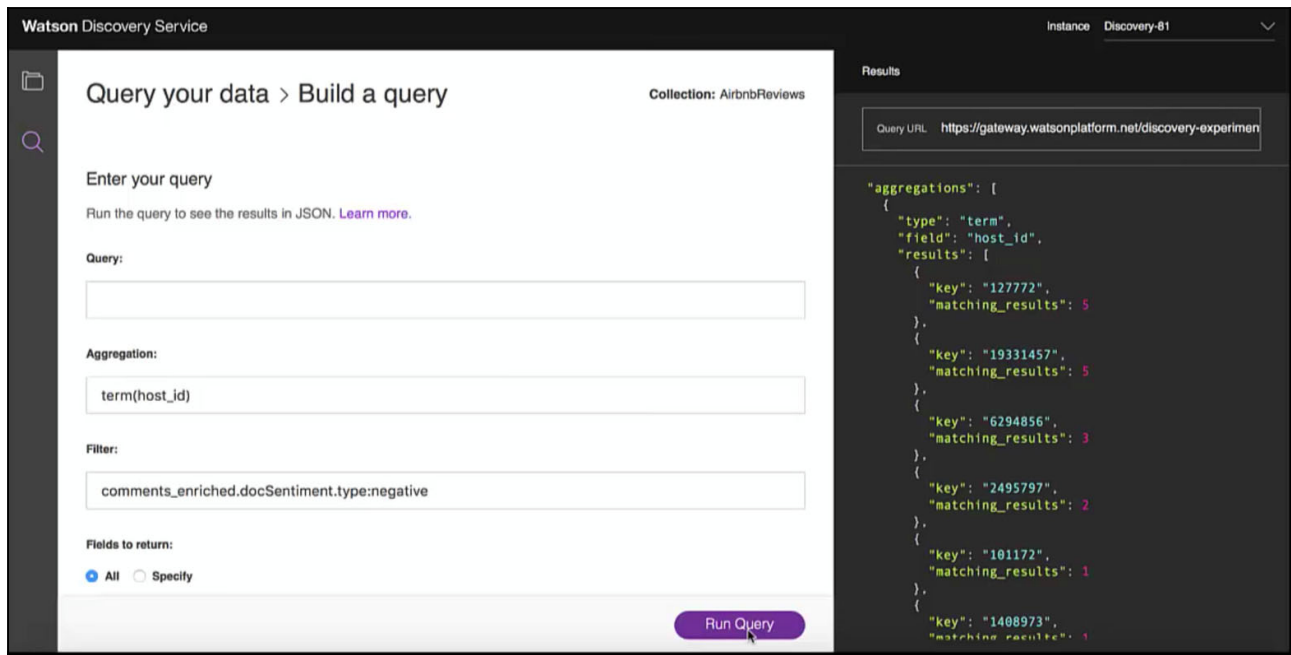 Watson Discovery Service
Instance Discovery-81
Query your data > Build a query
Collection: AirbnbReviews
Enter your query
Run the query to see the results in JSON. Learn more.
Query:
Aggregation:
term(host_id)
Filter:
comments_enriched.docSentiment.type:negative
Fields to return:
All Specify
Run Query
Results
Query URL https://gateway.watsonplatform.net/discovery-experimen
"aggregations": [
{
"type": "term",
"field": "host_id",
"results": [
{
"key": "127772",
"matching_results": 5
},
{
"key": "19331457",
"matching_results": 5
},
{
"key": "6294856",
"matching_results": 3
},
{
"key": "2495797",
"matching_results": 2
},
{
"key": "101172",
"matching_results": 1
},
{
"key": "1408973",
"matching_results": 1